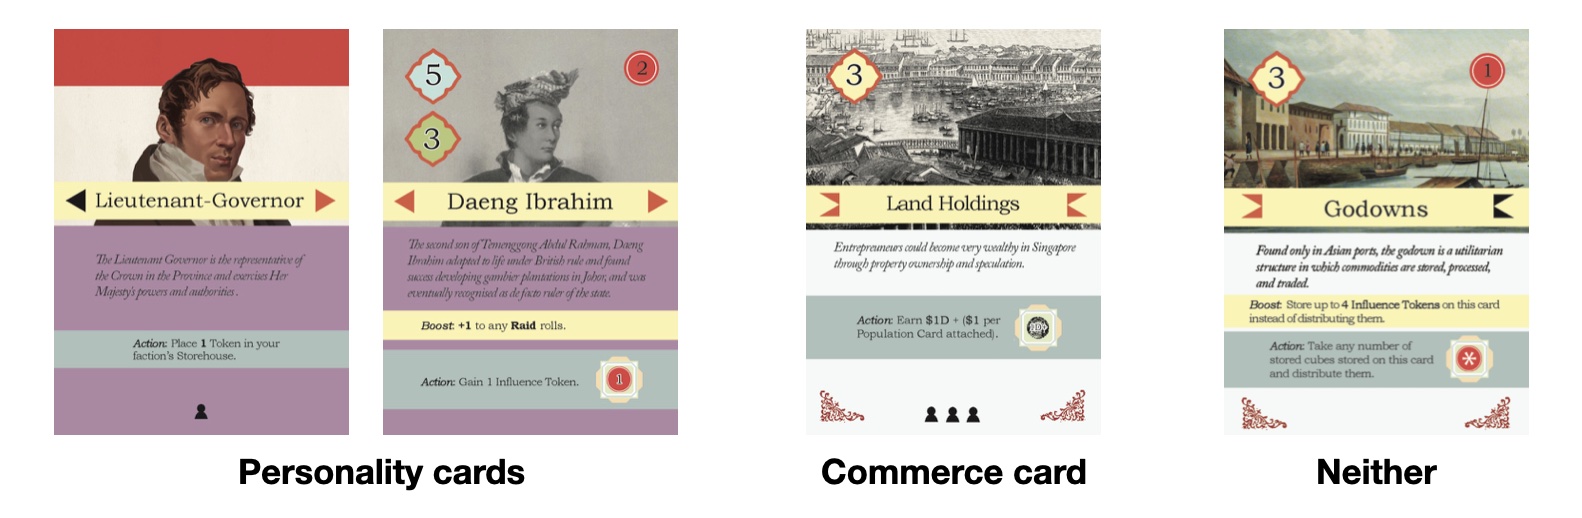 Lieutenant-Governor
The Lieutenant Governor is the representative of
the Crown in the Province and exercises Her
Majesty's powers and authorities .
Action: Place 1 Token in your
faction's Storehouse.
5
2
3
Daeng Ibrahim
The second son of Temenggong Abdul Rahman, Daeng
Ibrahim adapted to life under British rule and found
success developing gambier plantations in Johor, and was
eventually recognised as de facto ruler of the state.
Boost: +1 to any Raid rolls.
Action: Gain 1 Influence Token.
1
Personality cards
3
Land Holdings
Entrepreneurs could become very wealthy in Singapore
through property ownership and speculation.
Action: Earn $1D + ($1 per
Population Card attached).
1D+
Commerce card
3
1
Godowns
Found only in Asian ports, the godown is a utilitarian
structure in which commodities are stored, processed,
and traded.
Boost: Store up to 4 Influence Tokens on this card
instead of distributing them.
Action: Take any number of
stored cubes stored on this card
and distribute them.
*
Neither